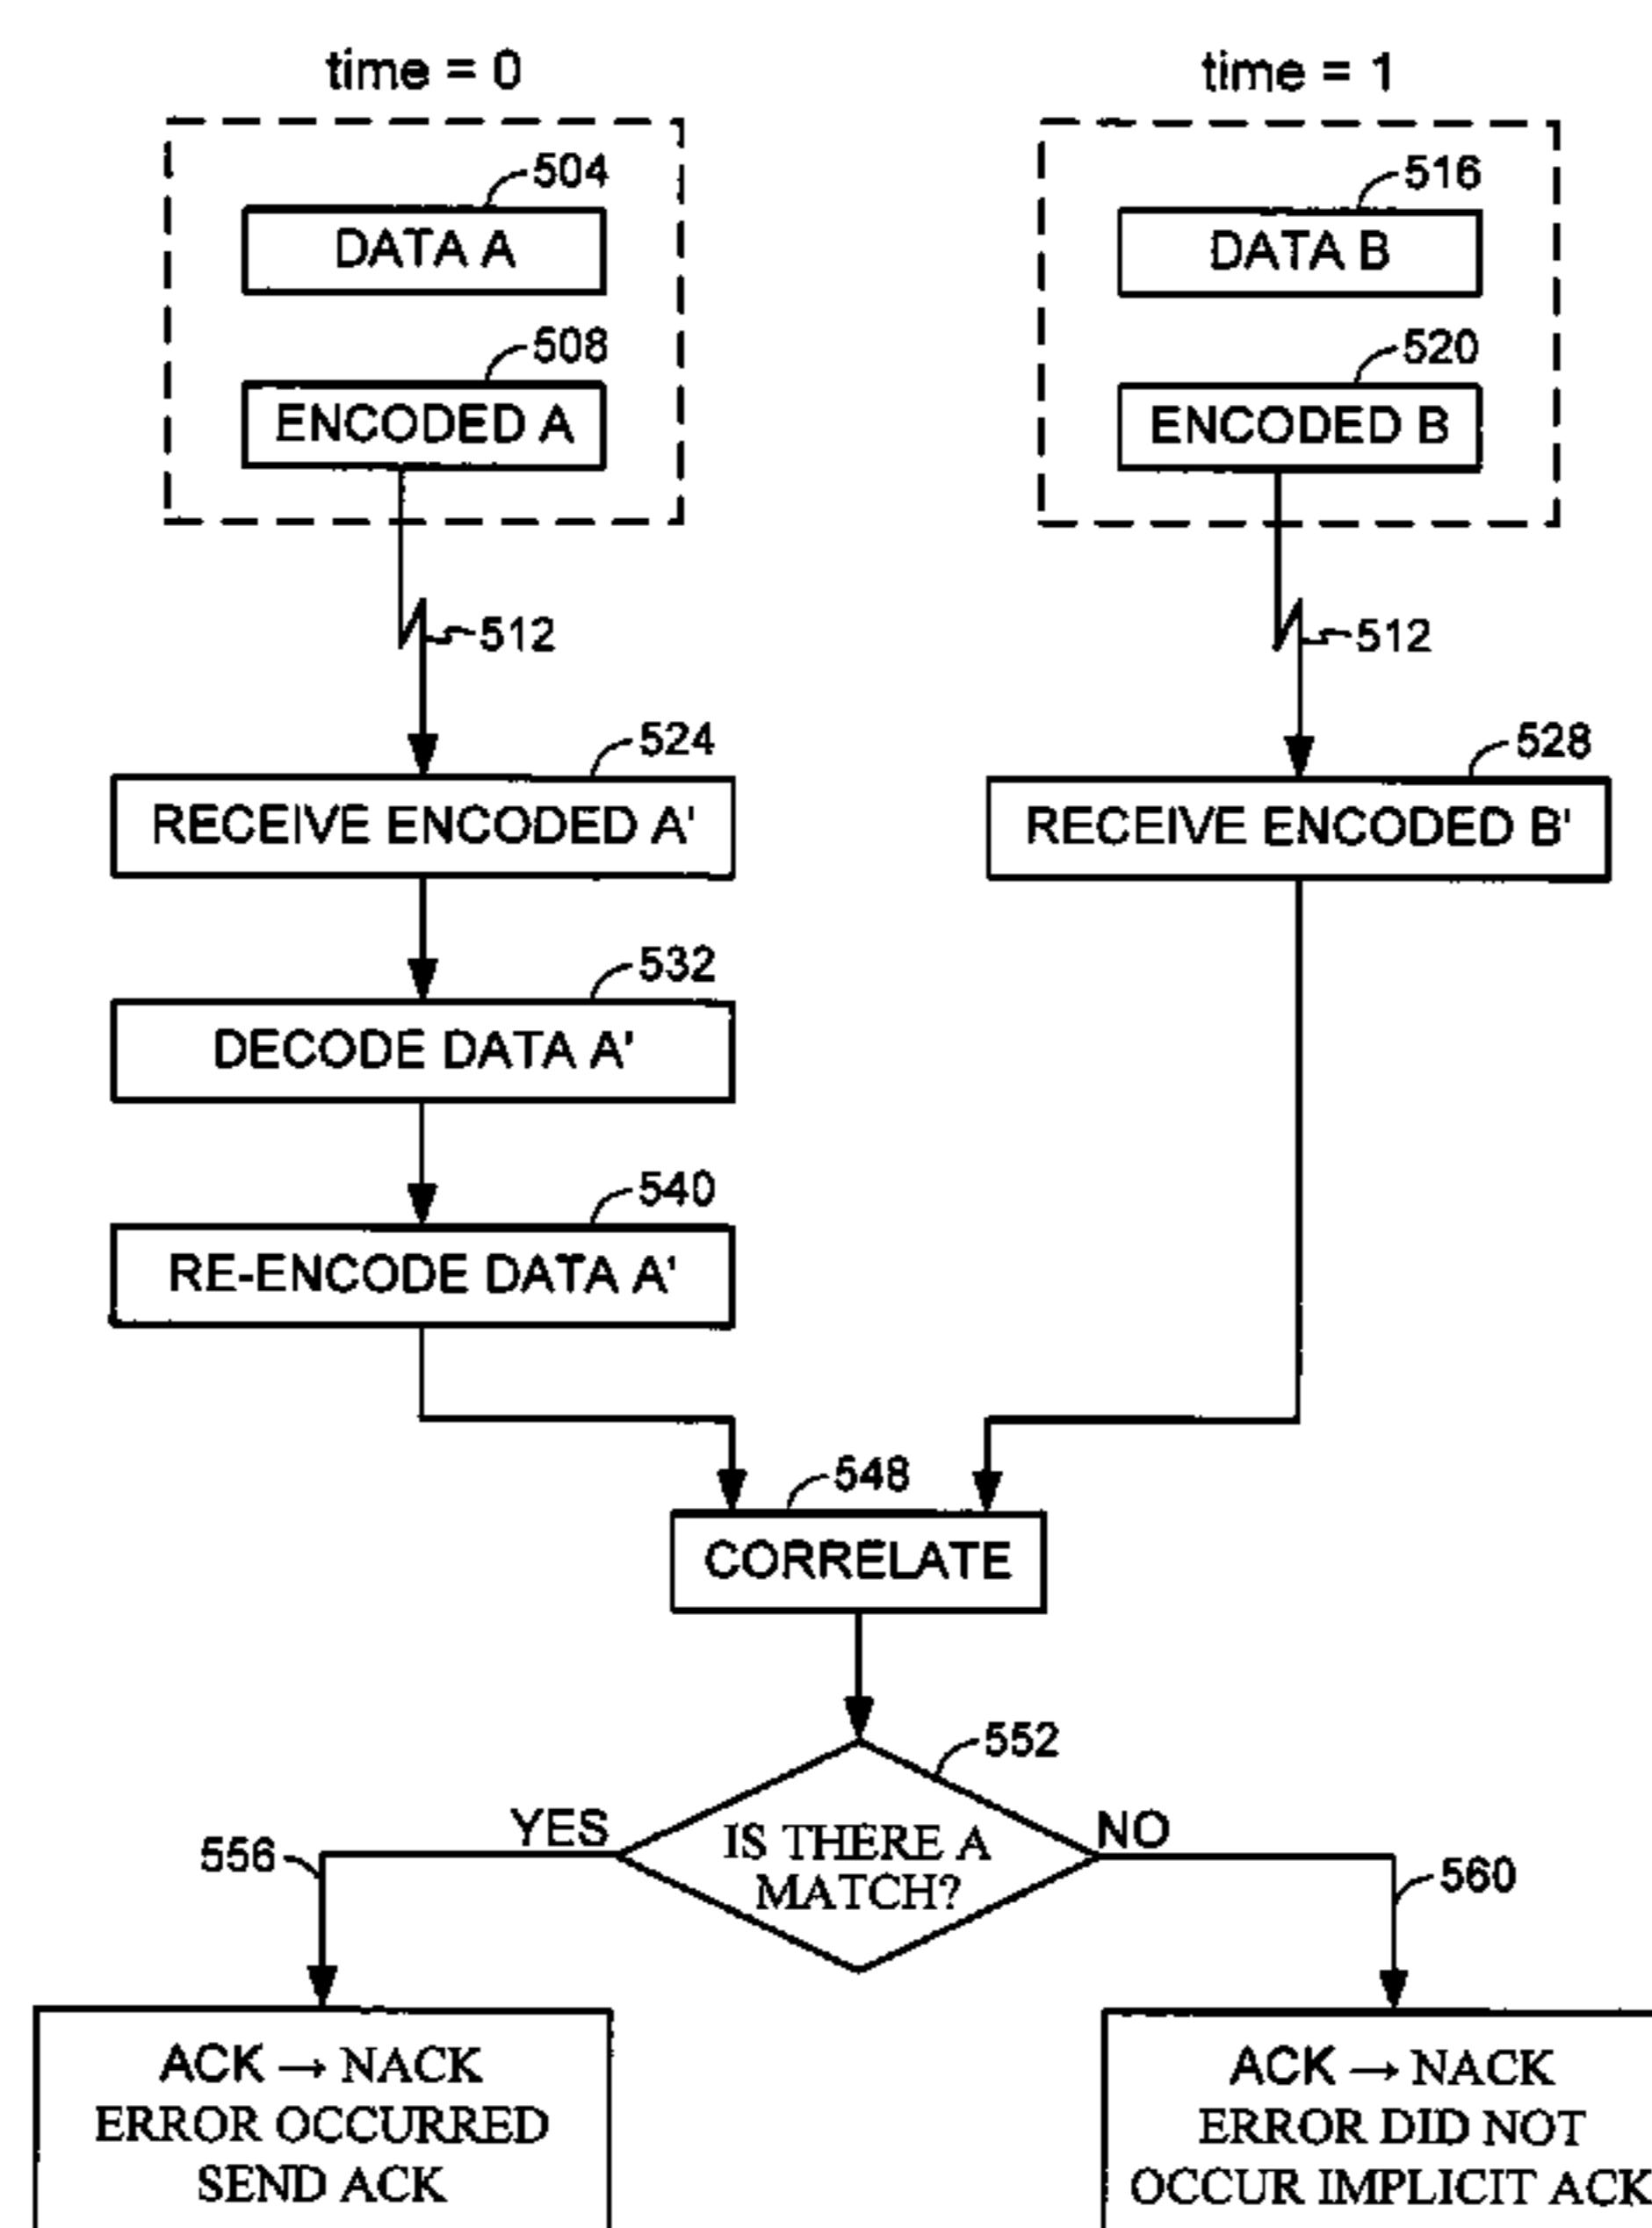 time = 0
time = 1
504
DATA A
516
DATA B
508
ENCODED A
520
ENCODED B
512
512
524
RECEIVE ENCODED A'
528
RECEIVE ENCODED B'
532
DECODE DATA A'
540
RE-ENCODE DATA A'
548
CORRELATE
552
IS THERE A
MATCH?
YES
NO
556
560
ACK → NACK
ERROR OCCURRED
SEND ACK
ACK → NACK
ERROR DID NOT
OCCUR IMPLICIT ACK